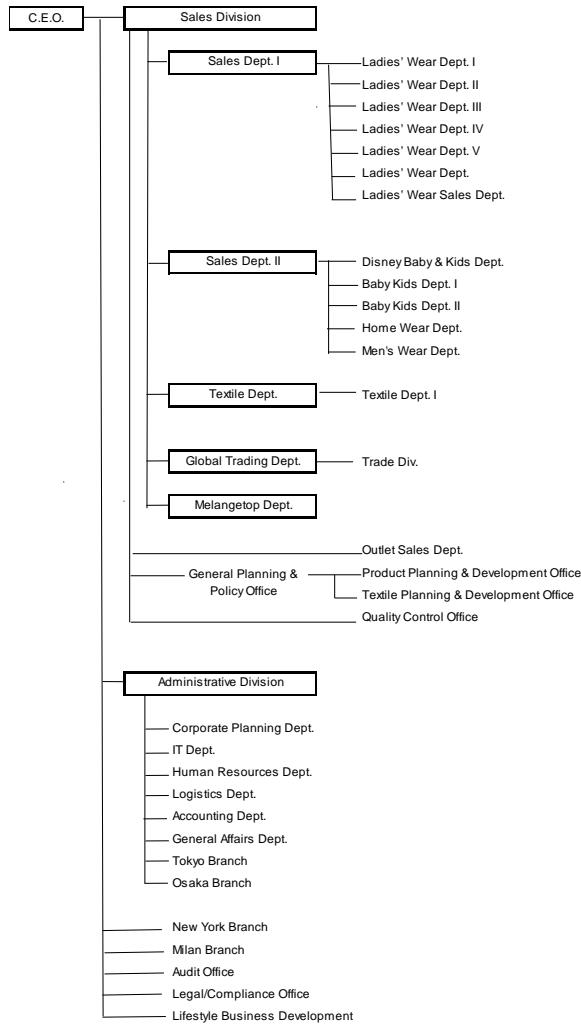 C.E.O.
Sales Division
Sales Dept. I
Ladies' Wear Dept. I
Ladies' Wear Dept. II
Ladies' Wear Dept. III
Ladies' Wear Dept. IV
Ladies' Wear Dept. V
Ladies' Wear Dept.
Ladies' Wear Sales Dept.
Sales Dept. II
Disney Baby & Kids Dept.
Baby Kids Dept. I
Baby Kids Dept. II
Home Wear Dept.
Men's Wear Dept.
Textile Dept.
Textile Dept. I
Global Trading Dept.
Trade Div.
Melangetop Dept.
Outlet Sales Dept.
General Planning &
Policy Office
Product Planning & Development Office
Textile Planning & Development Office
Quality Control Office
Administrative Division
Corporate Planning Dept.
IT Dept.
Human Resources Dept.
Logistics Dept.
Accounting Dept.
General Affairs Dept.
Tokyo Branch
Osaka Branch
New York Branch
Milan Branch
Audit Office
Legal/Compliance Office
Lifestyle Business Development